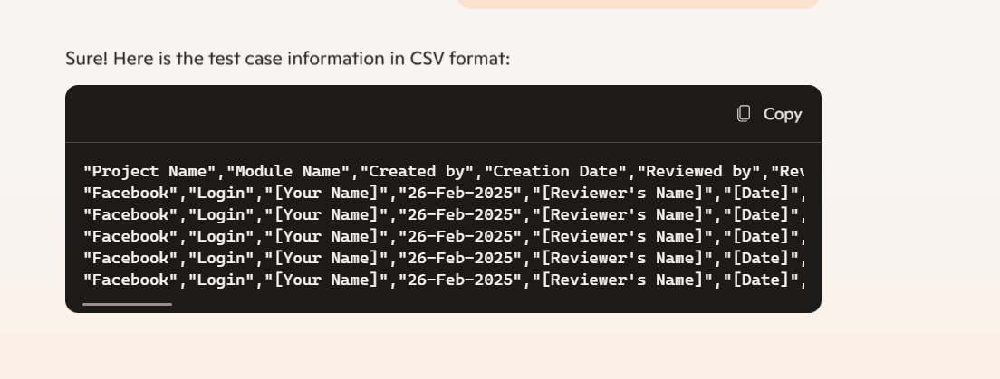 Sure! Here is the test case information in CSV format:
Copy
"Project Name","Module Name","Created by","Creation Date","Reviewed by","Rev
"Facebook","Login","[Your Name]","26-Feb-2025","[Reviewer's Name]","[Date]",
"Facebook","Login","[Your Name]","26-Feb-2025","[Reviewer's Name]","[Date]",
"Facebook","Login","[Your Name]","26-Feb-2025","[Reviewer's Name]","[Date]",
"Facebook","Login","[Your Name]","26-Feb-2025","[Reviewer's Name]","[Date]",
"Facebook","Login","[Your Name]","26-Feb-2025","[Reviewer's Name]","[Date]",